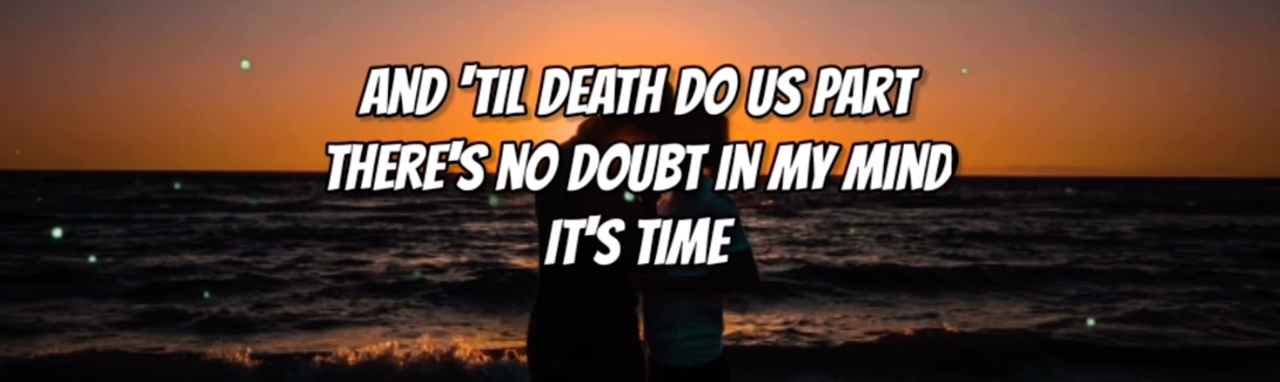 AND 'TIL DEATH DO US PART
THERE'S NO DOUBT IN MY MIND
IT'S TIME